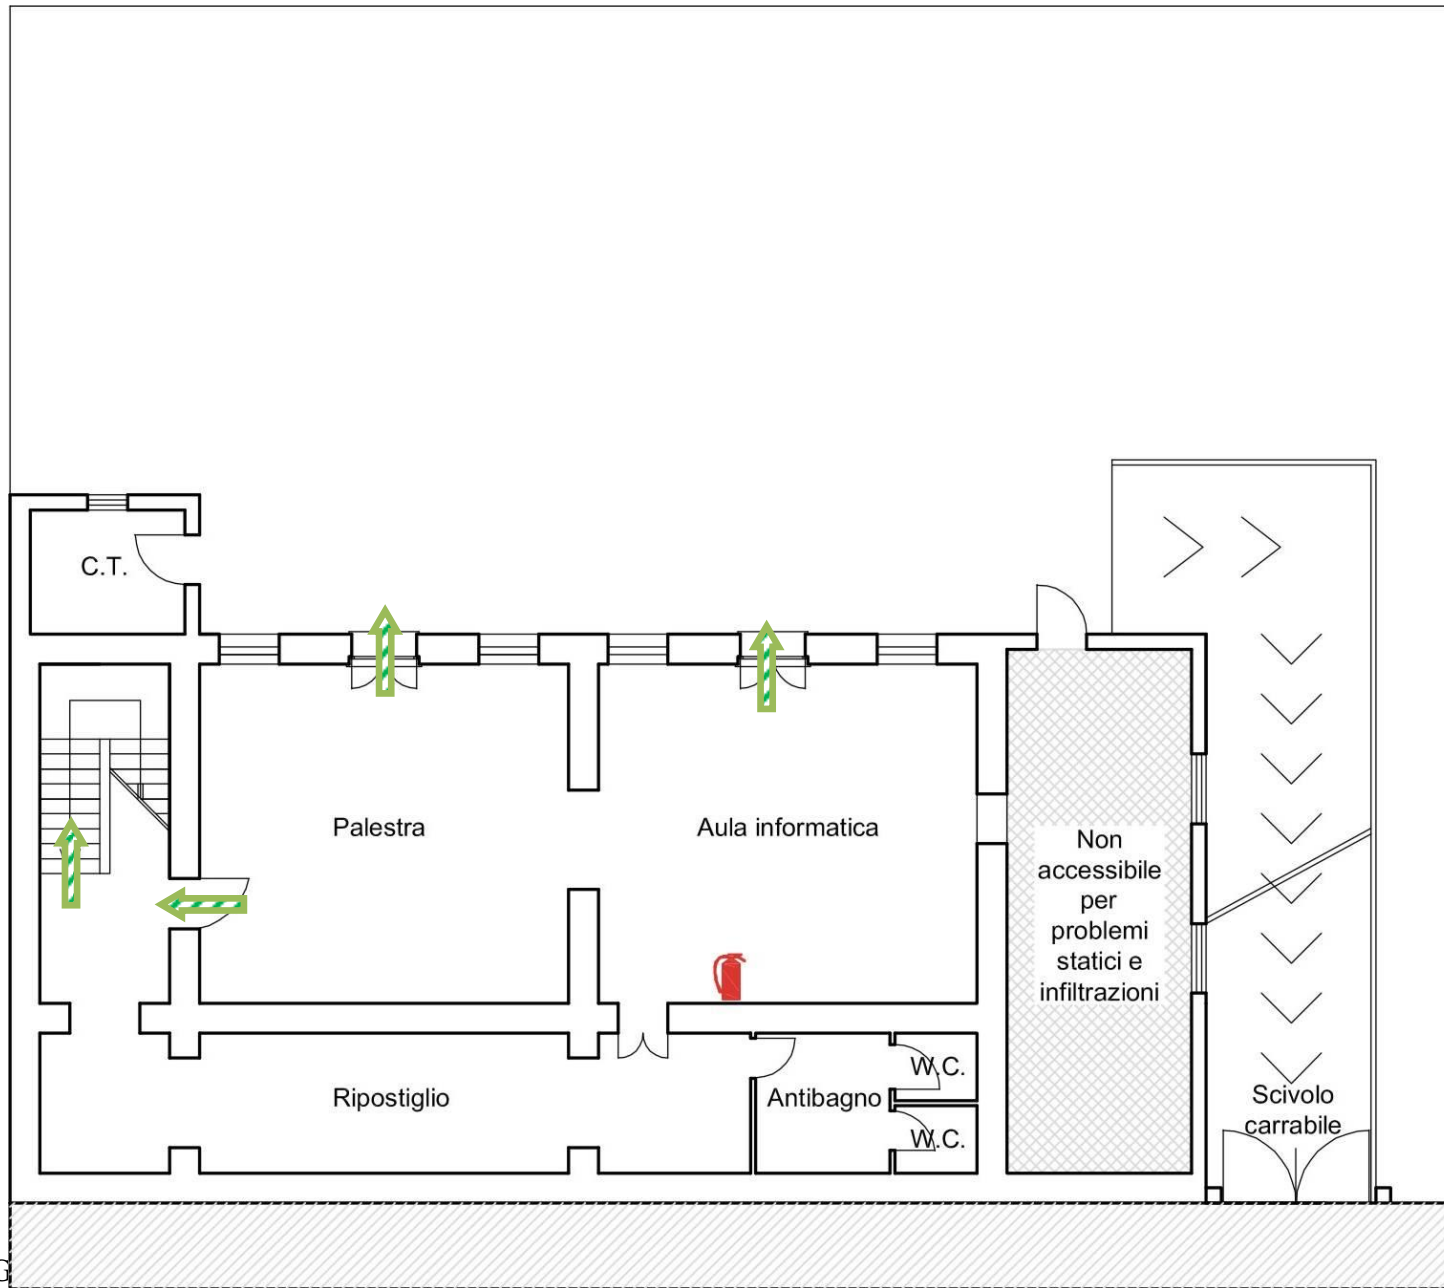 C.T.
Palestra
Aula informatica
Non
accessibile
per
problemi
statici e
infiltrazioni
Ripostiglio
Antibagno
W.C.
W.C.
Scivolo
carrabile
G